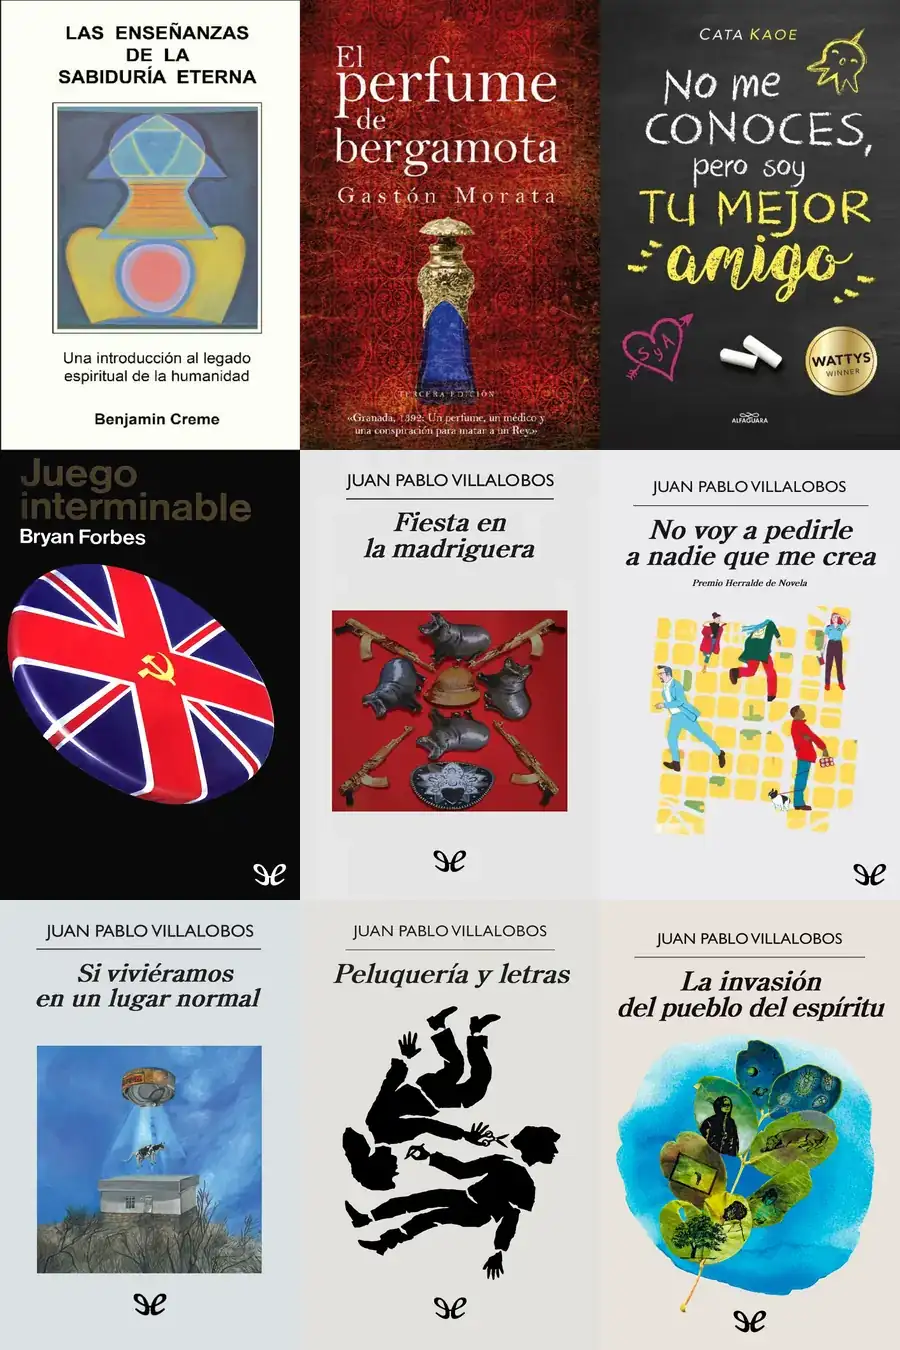 LAS ENSEÑANZAS
DE LA
SABIDURÍA ETERNA
Una introducción al legado
espiritual de la humanidad
Benjamin Creme
El
perfume
de
bergamota
Gastón Morata
TERCERA EDICIÓN
«Granada, 1392: Un perfume, un médico y
una conspiración para matar a un Rey.»
CATA KAOE
No me
CONOCES,
pero soy
TU MEJOR
amigo
S y A
WATTYS
WINNER
ALFAGUARA
Juego
interminable
Bryan Forbes
JUAN PABLO VILLALOBOS
Fiesta en
la madriguera
JUAN PABLO VILLALOBOS
No voy a pedirle
a nadie que me crea
Premio Herralde de Novela
JUAN PABLO VILLALOBOS
Si viviéramos
en un lugar normal
JUAN PABLO VILLALOBOS
Peluquería y letras
JUAN PABLO VILLALOBOS
La invasión
del pueblo del espíritu